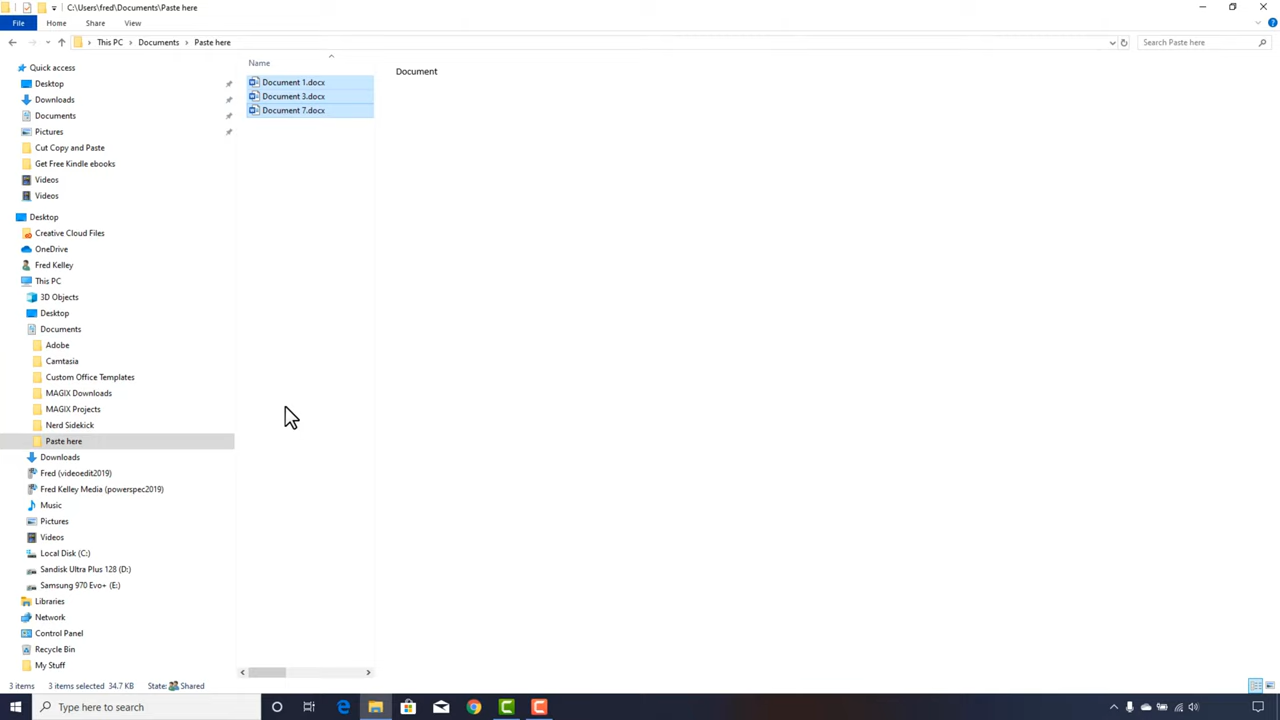 C:\Users\fred\Documents\Paste here
File Home Share View
This PC Documents Paste here
Search Paste here
Quick access
Desktop
Downloads
Documents
Pictures
Cut Copy and Paste
Get Free Kindle ebooks
Videos
Videos
Desktop
Creative Cloud Files
OneDrive
Fred Kelley
This PC
3D Objects
Desktop
Documents
Adobe
Camtasia
Custom Office Templates
MAGIX Downloads
MAGIX Projects
Nerd Sidekick
Paste here
Downloads
Fred (videoedit2019)
Fred Kelley Media (powerspec2019)
Music
Pictures
Videos
Local Disk (C:)
Sandisk Ultra Plus 128 (D:)
Samsung 970 Evo+ (E:)
Libraries
Network
Control Panel
Recycle Bin
My Stuff
Name
Document 1.docx
Document 3.docx
Document 7.docx
Document
3 items 3 items selected 34.7 KB State: Shared
Type here to search